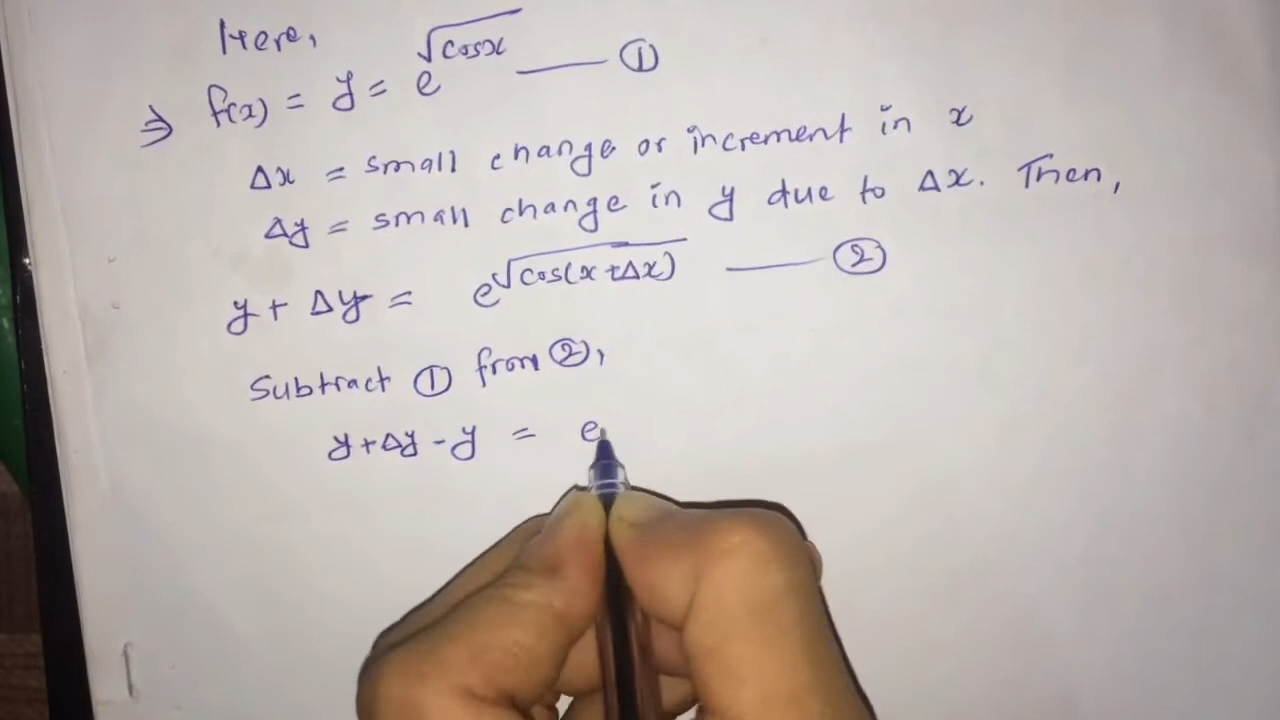 Here,
⇒ f(x) = y = e^√cosx —— ①
Δx = small change or increment in x
Δy = small change in y due to Δx. Then,
y + Δy = e^√cos(x+Δx) —— ②
Subtract ① from ②,
y+Δy-y = e